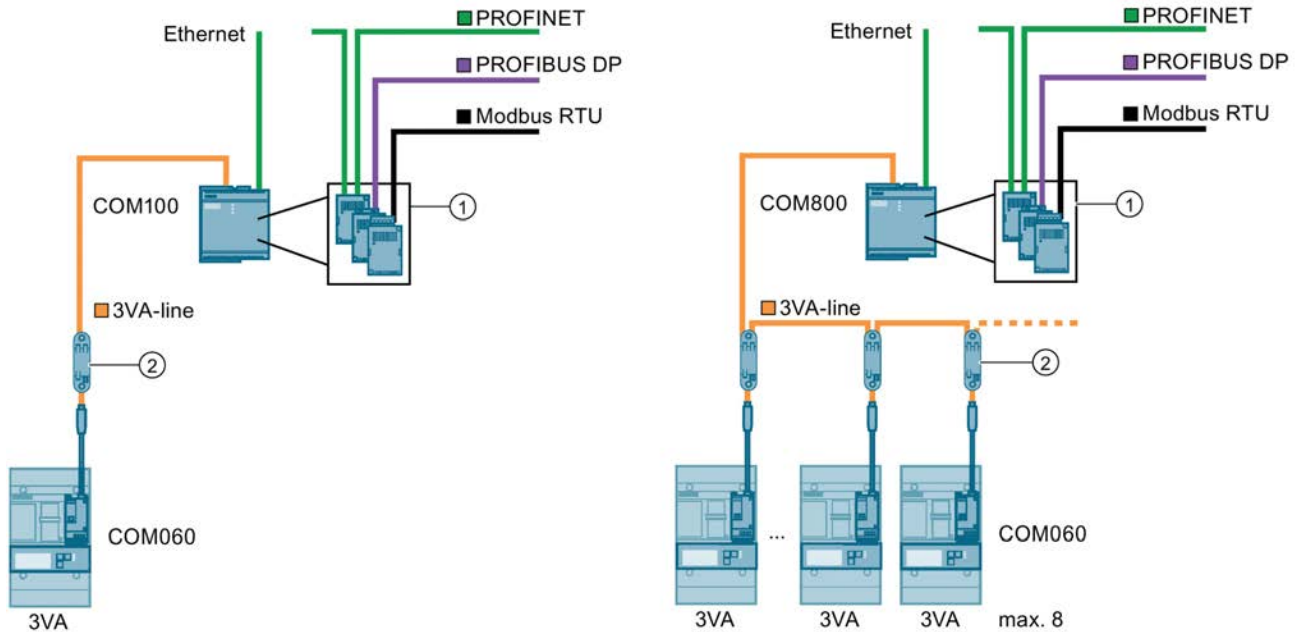 PROFINET
Ethernet
PROFIBUS DP
Modbus RTU
COM100
1
3VA-line
2
COM060
3VA
PROFINET
Ethernet
PROFIBUS DP
Modbus RTU
COM800
1
3VA-line
2
...
COM060
3VA 3VA 3VA max. 8